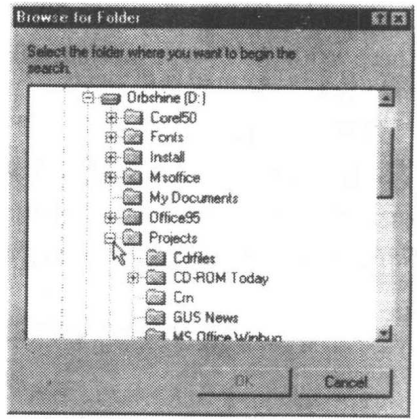 Browse for Folder
Select the folder where you want to begin the
search.
Orbshine (D:)
Corel50
Fonts
Install
Msoffice
My Documents
Office95
Projects
Cdrfiles
CD-ROM Today
Crn
GUS News
MS Office Winbug
OK
Cancel